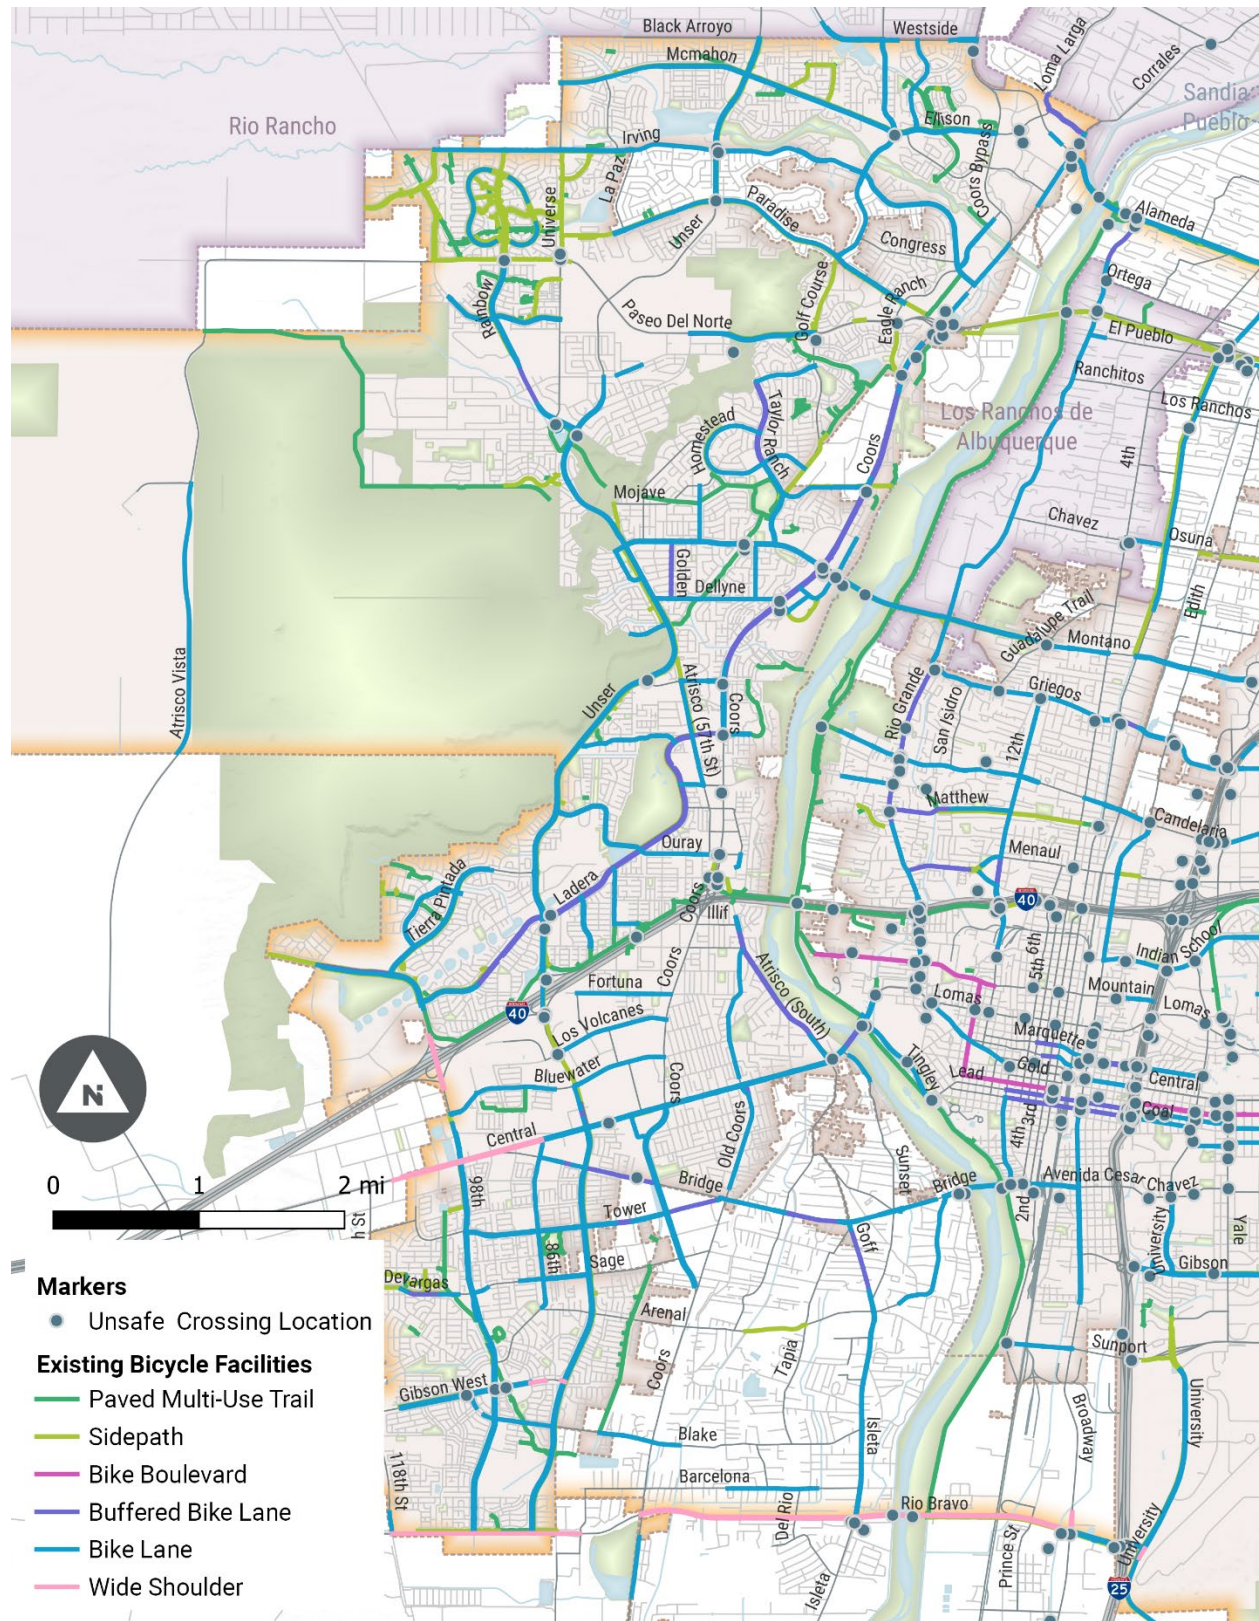 Black Arroyo
Westside
Loma Larga
Corrales
Mcmahon
Sandia
Pueblo
Rio Rancho
Irving
Ellison
La Paz
Coors Bypass
Universe
Unser
Paradise
Alameda
Congress
Ortega
Rainbow
Paseo Del Norte
Golf Course
Eagle Ranch
El Pueblo
Ranchitos
Taylor Ranch
Homestead
Los Ranchos de
Albuquerque
Los Ranchos
Coors
4th
Mojave
Chavez
Osuna
Golden
Dellyne
Edith
Guadalupe Trail
Montano
Atrisco Vista
Unser
Atrisco (57th St)
Coors
Rio Grande
San Isidro
Griegos
12th
Matthew
Candelaria
Ouray
Menaul
Tierra Pintada
Ladera
Coors
Illif
40
Indian School
6th
5th
Atrisco (South)
Fortuna
Coors
Lomas
Mountain
Lomas
40
Los Volcanes
Marquette
Tingley
Gold
Lead
Central
Bluewater
Coors
3rd
Coal
N
Central
Old Coors
4th
Sunset
0 1 2 mi
98th
Bridge
Bridge
Avenida Cesar Chavez
h St
Tower
2nd
University
Yale
86th
Sage
Goff
Gibson
Markers
Unsafe Crossing Location
Devargas
Arenal
Sunport
Existing Bicycle Facilities
Paved Multi-Use Trail
Sidepath
Bike Boulevard
Buffered Bike Lane
Bike Lane
Wide Shoulder
Gibson West
Coors
Tapia
Isleta
Blake
Broadway
University
118th St
Barcelona
Del Rio
Rio Bravo
Prince St
University
Isleta
25